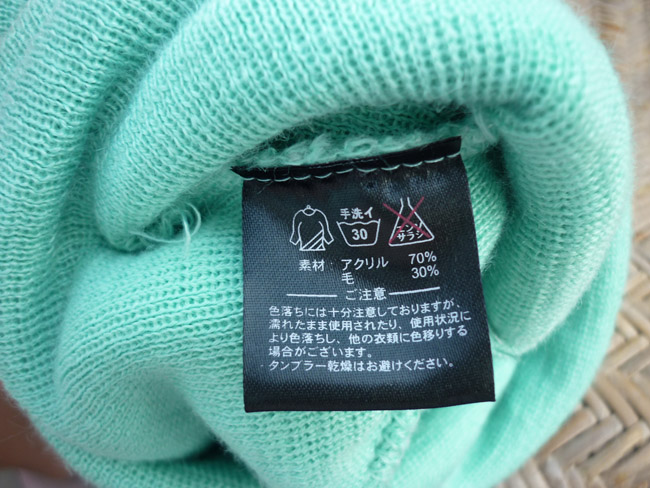 手洗イ
30
エンソ
サラシ
素材・アクリル 70%
毛 30%
ご注意
色落ちには十分注意しておりますが、
濡れたまま使用されたり、使用状況に
より色落ちし、他の衣類に色移りする
場合がございます。
・タンブラー乾燥はお避けください。